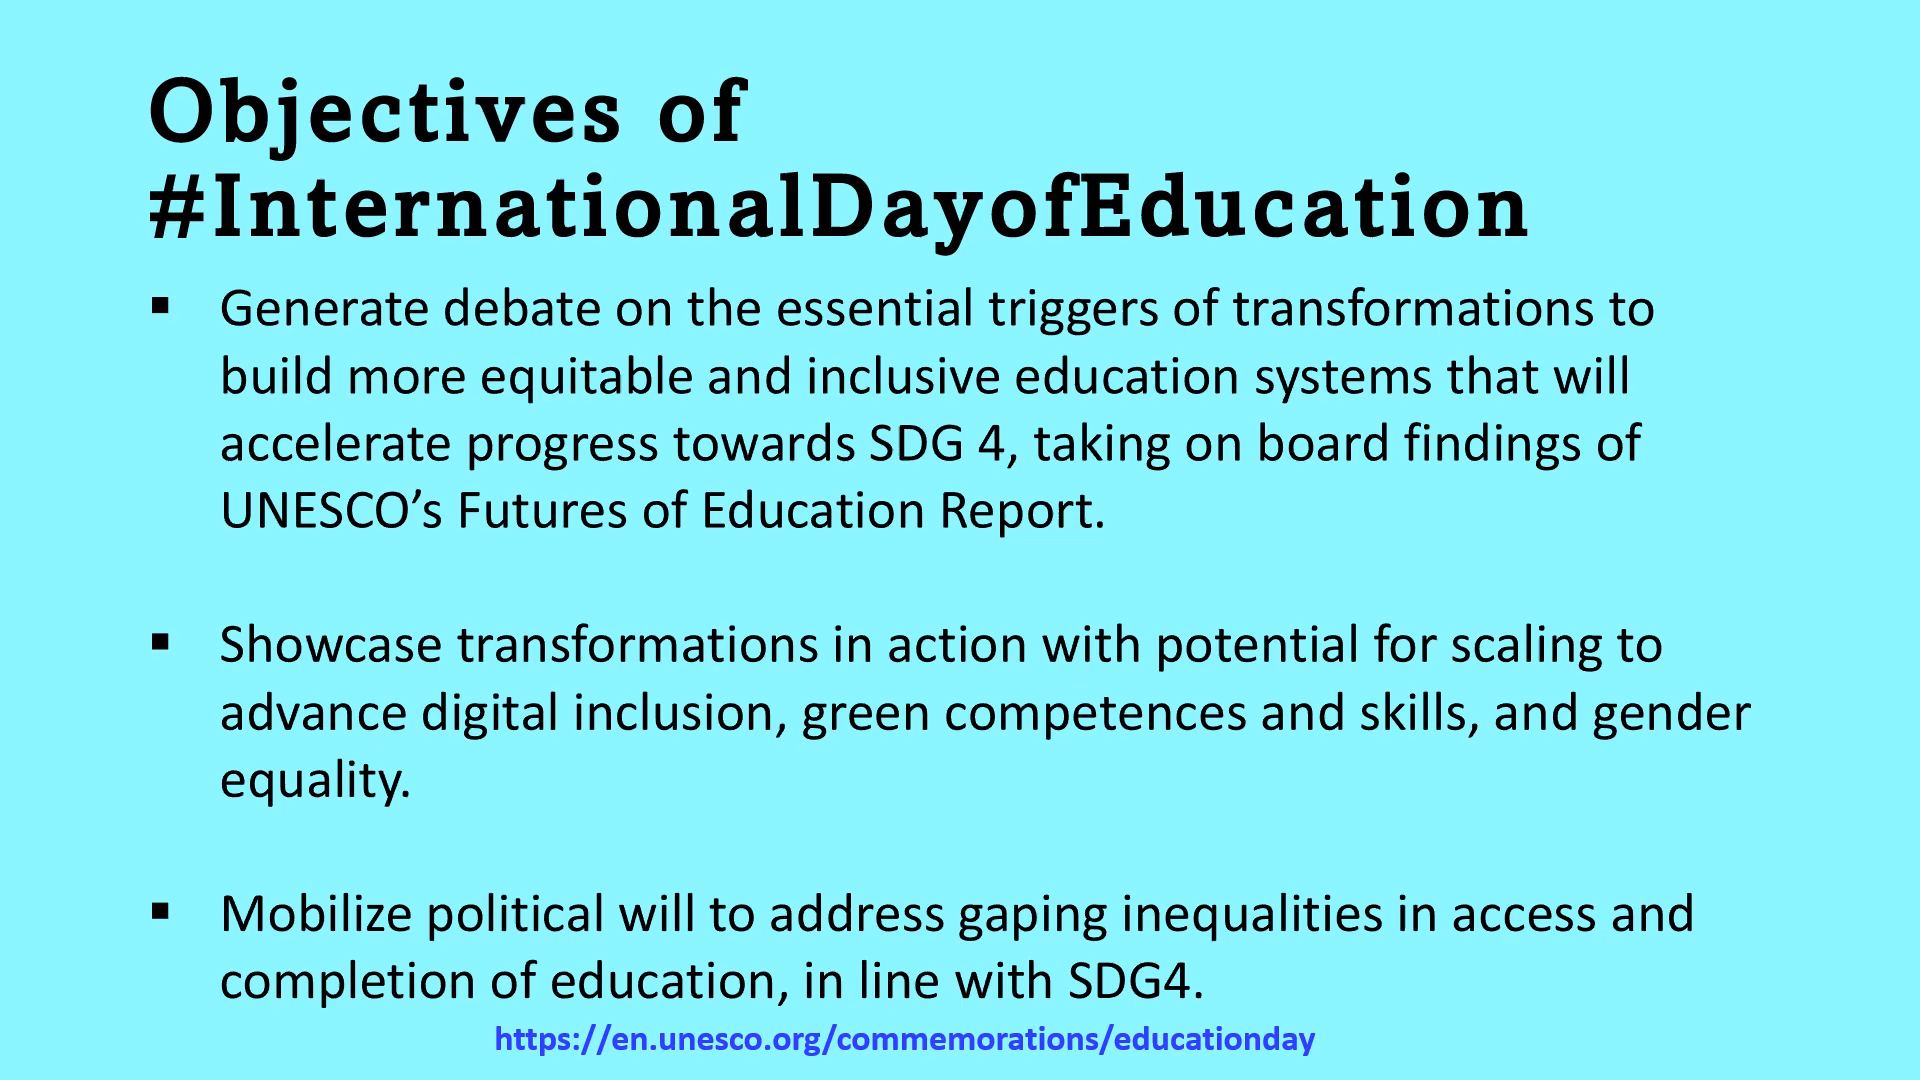 Objectives of
#InternationalDayofEducation
▪ Generate debate on the essential triggers of transformations to
build more equitable and inclusive education systems that will
accelerate progress towards SDG 4, taking on board findings of
UNESCO’s Futures of Education Report.
▪ Showcase transformations in action with potential for scaling to
advance digital inclusion, green competences and skills, and gender
equality.
▪ Mobilize political will to address gaping inequalities in access and
completion of education, in line with SDG4.
https://en.unesco.org/commemorations/educationday